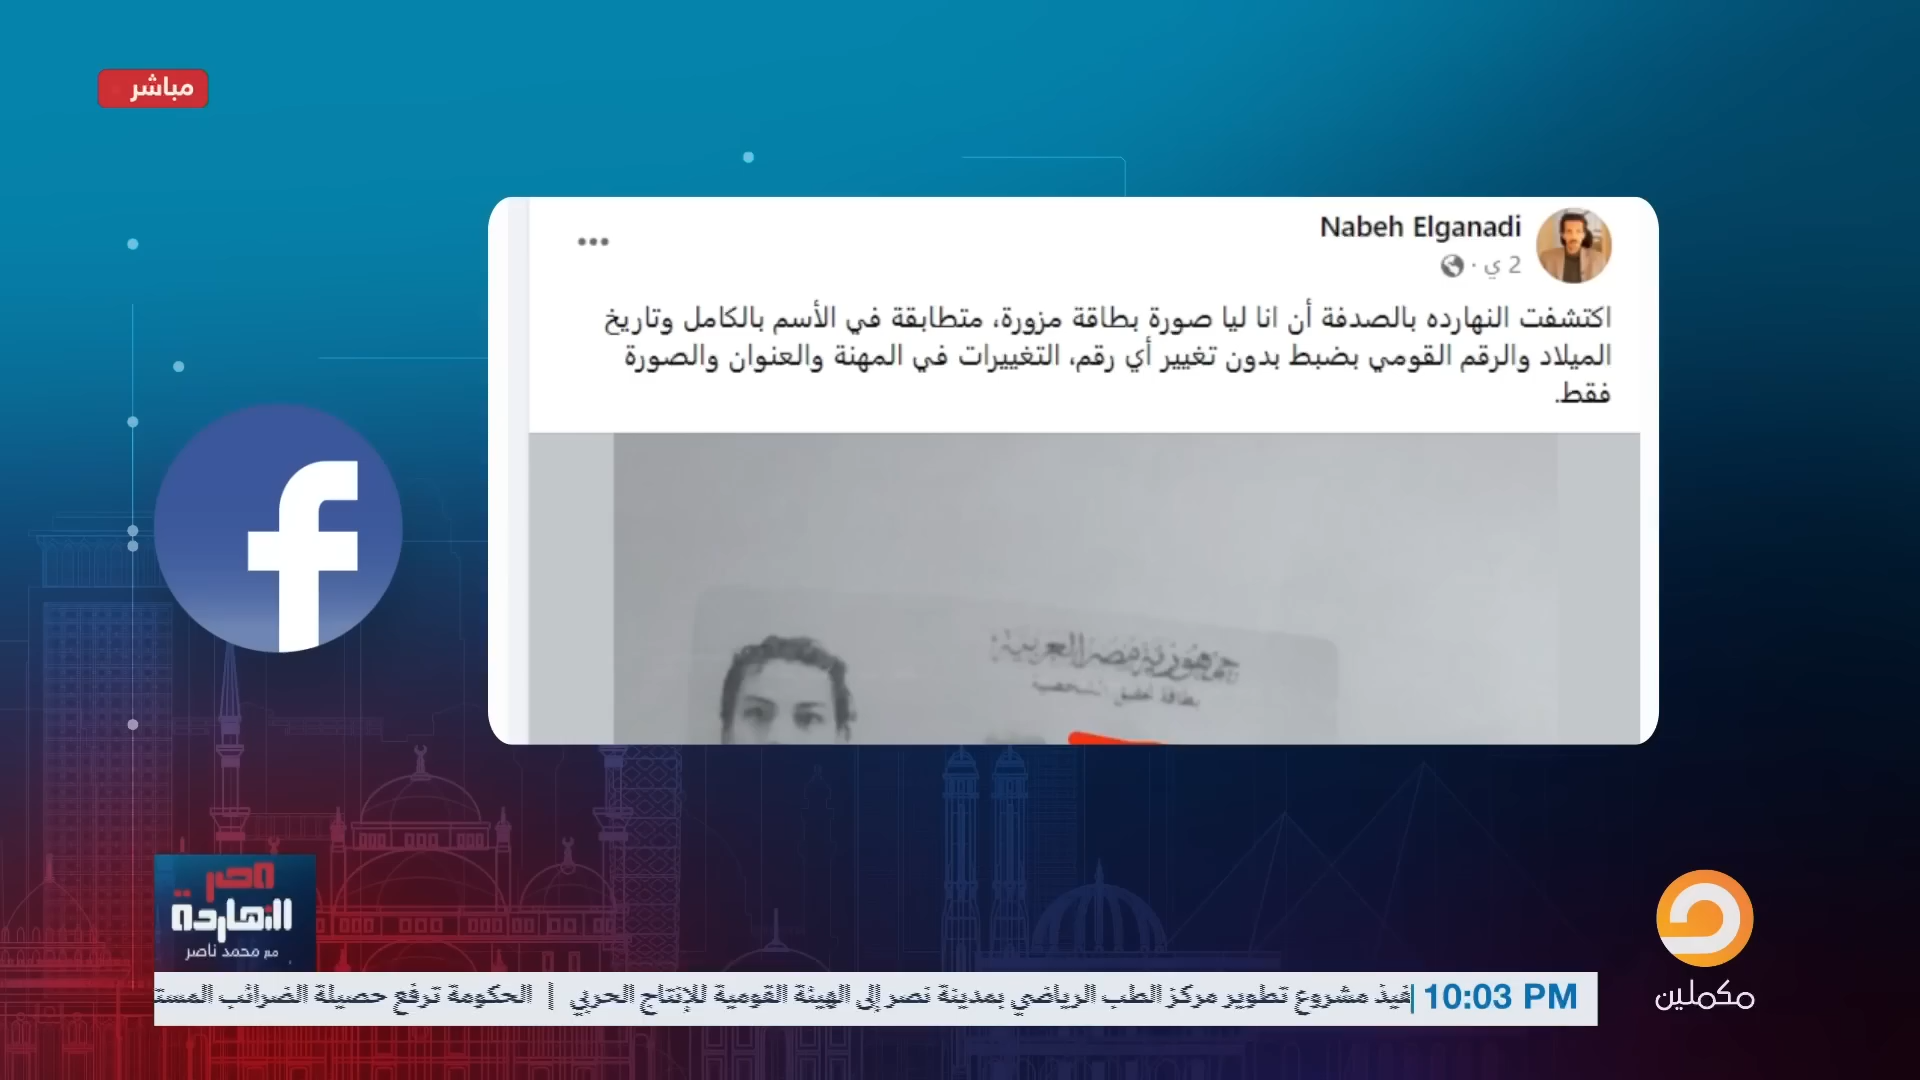 مباشر
Nabeh Elganadi
2 ي ·
اكتشفت النهارده بالصدفة أن انا ليا صورة بطاقة مزورة، متطابقة في الأسم بالكامل وتاريخ
الميلاد والرقم القومي بضبط بدون تغيير أي رقم، التغييرات في المهنة والعنوان والصورة
فقط.
جمهورية مصر العربية
بطاقة تحقيق الشخصية
مصر
النهاردة
مع محمد ناصر
فيذ مشروع تطوير مركز الطب الرياضي بمدينة نصر إلى الهيئة القومية للإنتاج الحربي | الحكومة ترفع حصيلة الضرائب المست
10:03 PM
مكملين